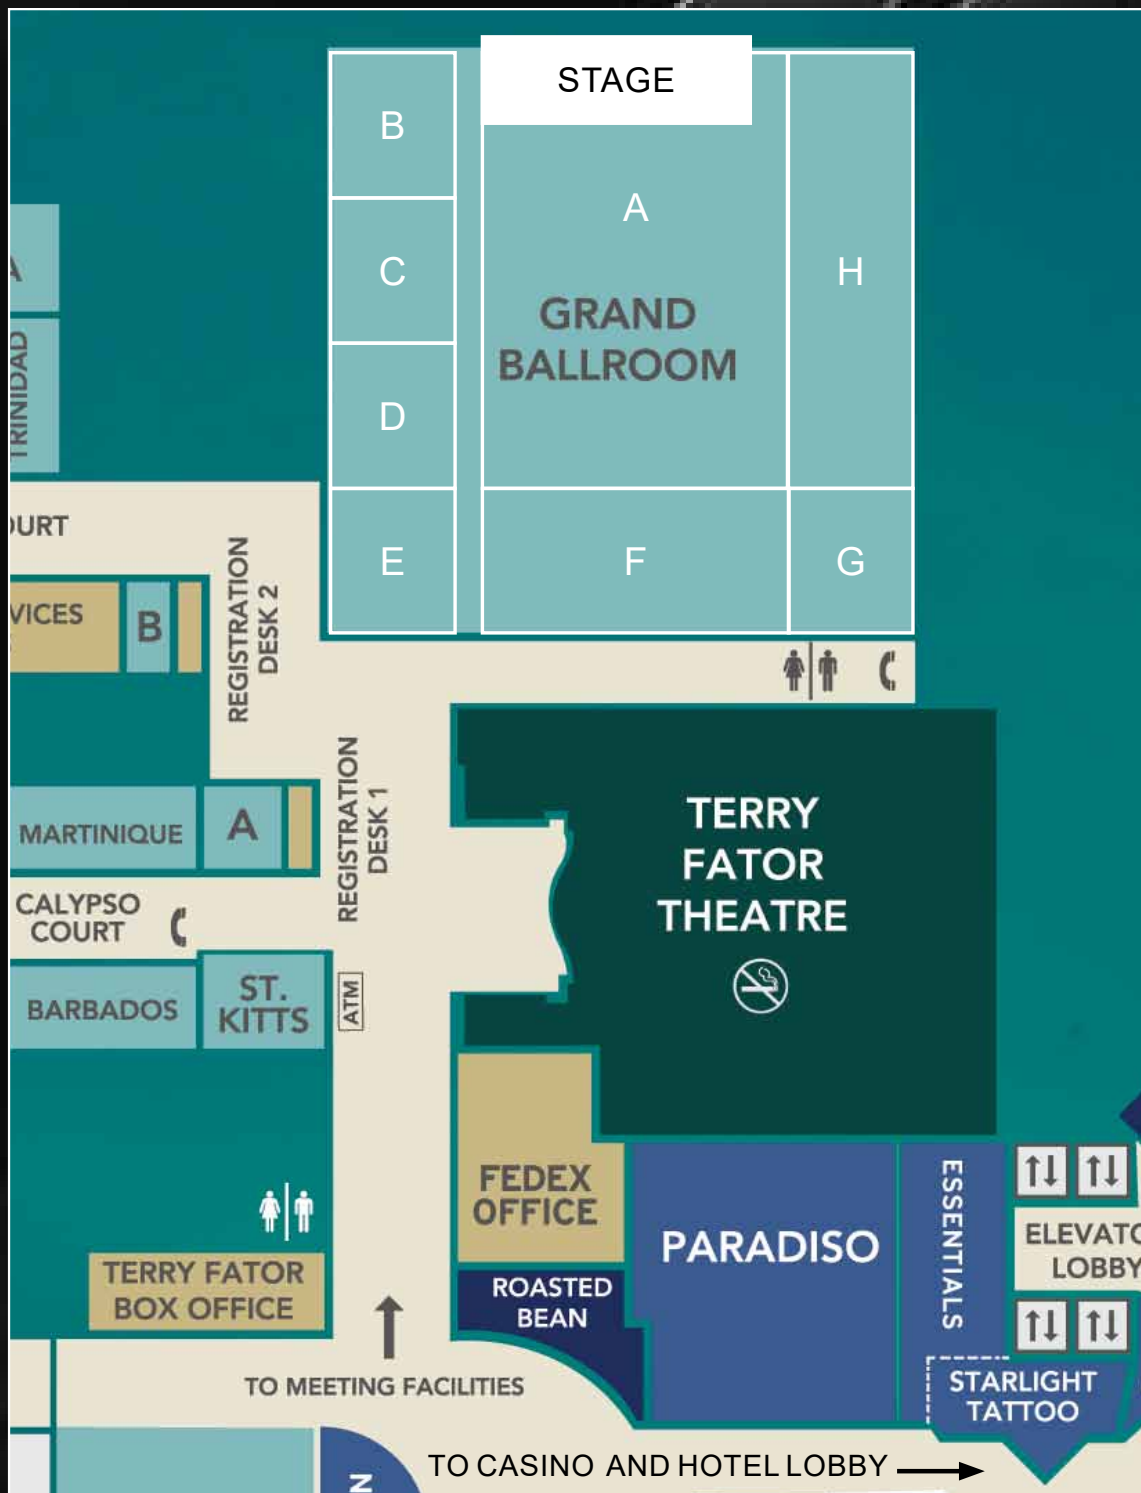 STAGE
B
A
C
H
GRAND
BALLROOM
D
E
F
G
A
TRINIDAD
OURT
VICES
B
REGISTRATION
DESK 2
REGISTRATION
DESK 1
MARTINIQUE
A
CALYPSO
COURT
BARBADOS
ST.
KITTS
ATM
TERRY
FATOR
THEATRE
FEDEX
OFFICE
ROASTED
BEAN
PARADISO
ESSENTIALS
ELEVATO
LOBBY
STARLIGHT
TATTOO
TERRY FATOR
BOX OFFICE
TO MEETING FACILITIES
N
TO CASINO AND HOTEL LOBBY